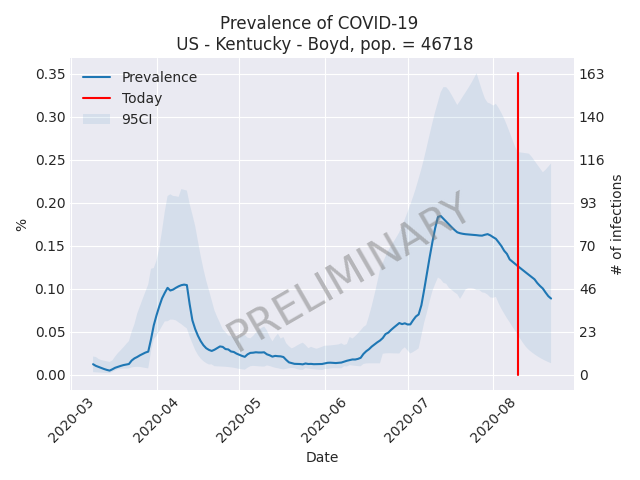 Prevalence of COVID-19
US - Kentucky - Boyd, pop. = 46718
0.35
0.30
0.25
0.20
0.15
0.10
0.05
0.00
%
Prevalence
Today
95CI
PRELIMINARY
163
140
116
93
70
46
23
0
# of infections
2020-03
2020-04
2020-05
2020-06
2020-07
2020-08
Date